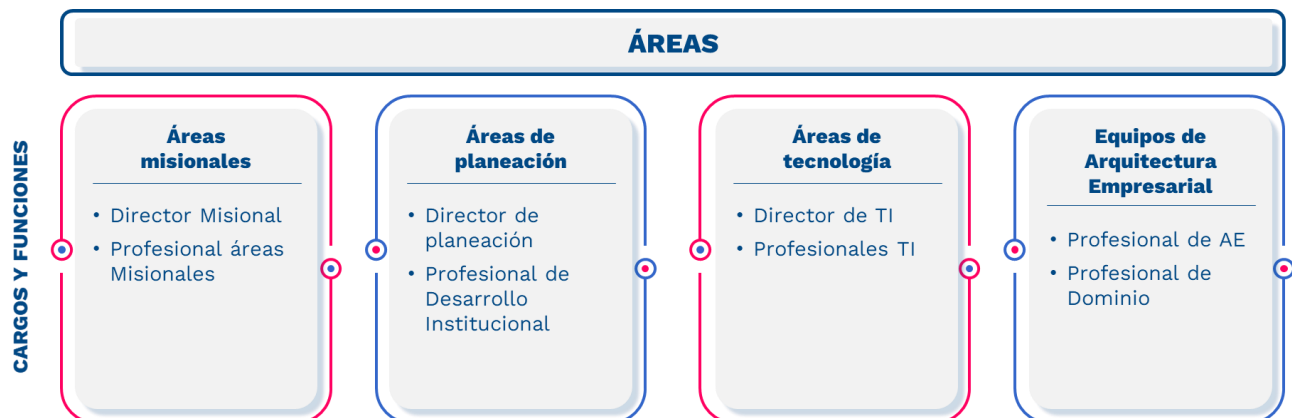 ÁREAS
CARGOS Y FUNCIONES
Áreas
misionales
• Director Misional
• Profesional áreas
Misionales
Áreas de
planeación
• Director de
planeación
• Profesional de
Desarrollo
Institucional
Áreas de
tecnología
• Director de TI
• Profesionales TI
Equipos de
Arquitectura
Empresarial
• Profesional de AE
• Profesional de
Dominio